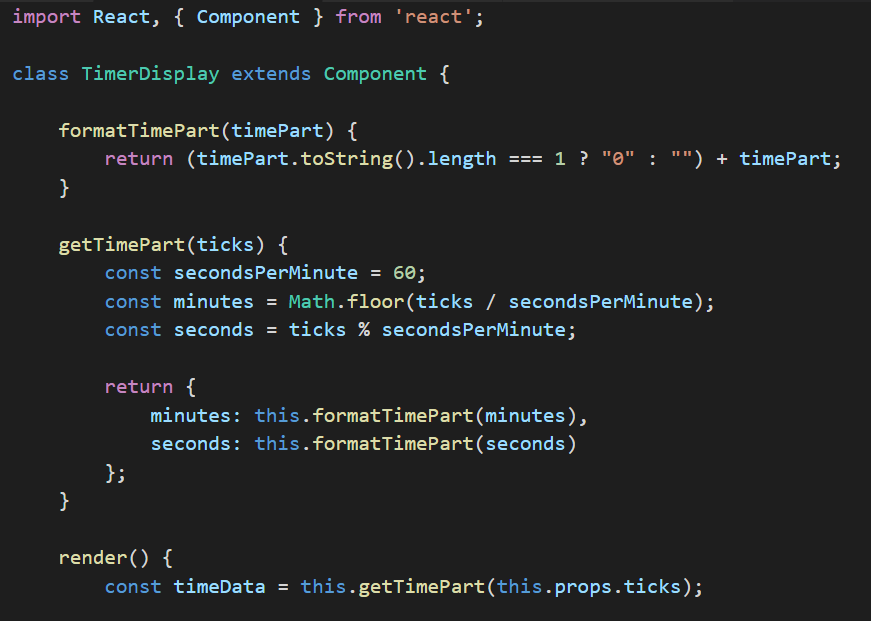 import React, { Component } from 'react';
class TimerDisplay extends Component {
formatTimePart(timePart) {
return (timePart.toString().length === 1 ? "0" : "") + timePart;
}
getTimePart(ticks) {
const secondsPerMinute = 60;
const minutes = Math.floor(ticks / secondsPerMinute);
const seconds = ticks % secondsPerMinute;
return {
minutes: this.formatTimePart(minutes),
seconds: this.formatTimePart(seconds)
};
}
render() {
const timeData = this.getTimePart(this.props.ticks);